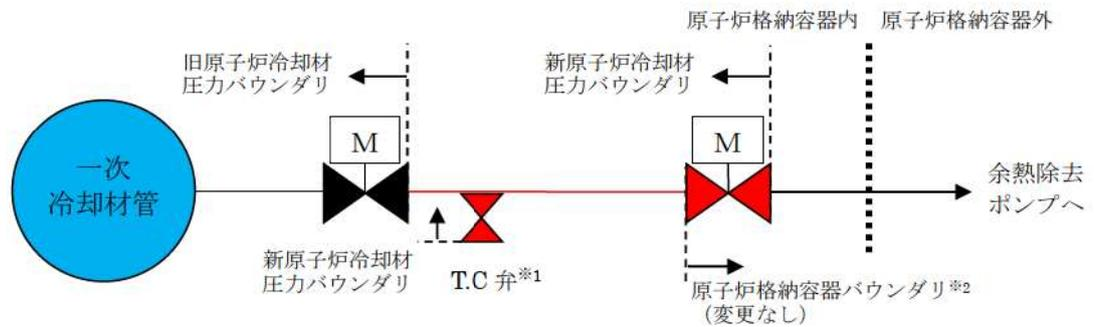 原子炉格納容器内
原子炉格納容器外
旧原子炉冷却材
圧力バウンダリ
新原子炉冷却材
圧力バウンダリ
M
M
一次
冷却材管
余熱除去
ポンプへ
新原子炉冷却材
圧力バウンダリ
T.C 弁※1
原子炉格納容器バウンダリ※2
（変更なし）